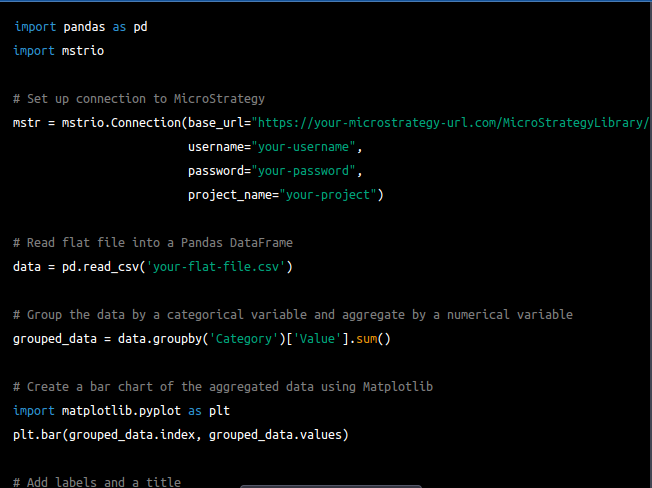 import pandas as pd
import mstrio
# Set up connection to MicroStrategy
mstr = mstrio.Connection(base_url="https://your-microstrategy-url.com/MicroStrategyLibrary/
username="your-username",
password="your-password",
project_name="your-project")
# Read flat file into a Pandas DataFrame
data = pd.read_csv('your-flat-file.csv')
# Group the data by a categorical variable and aggregate by a numerical variable
grouped_data = data.groupby('Category')['Value'].sum()
# Create a bar chart of the aggregated data using Matplotlib
import matplotlib.pyplot as plt
plt.bar(grouped_data.index, grouped_data.values)
# Add labels and a title